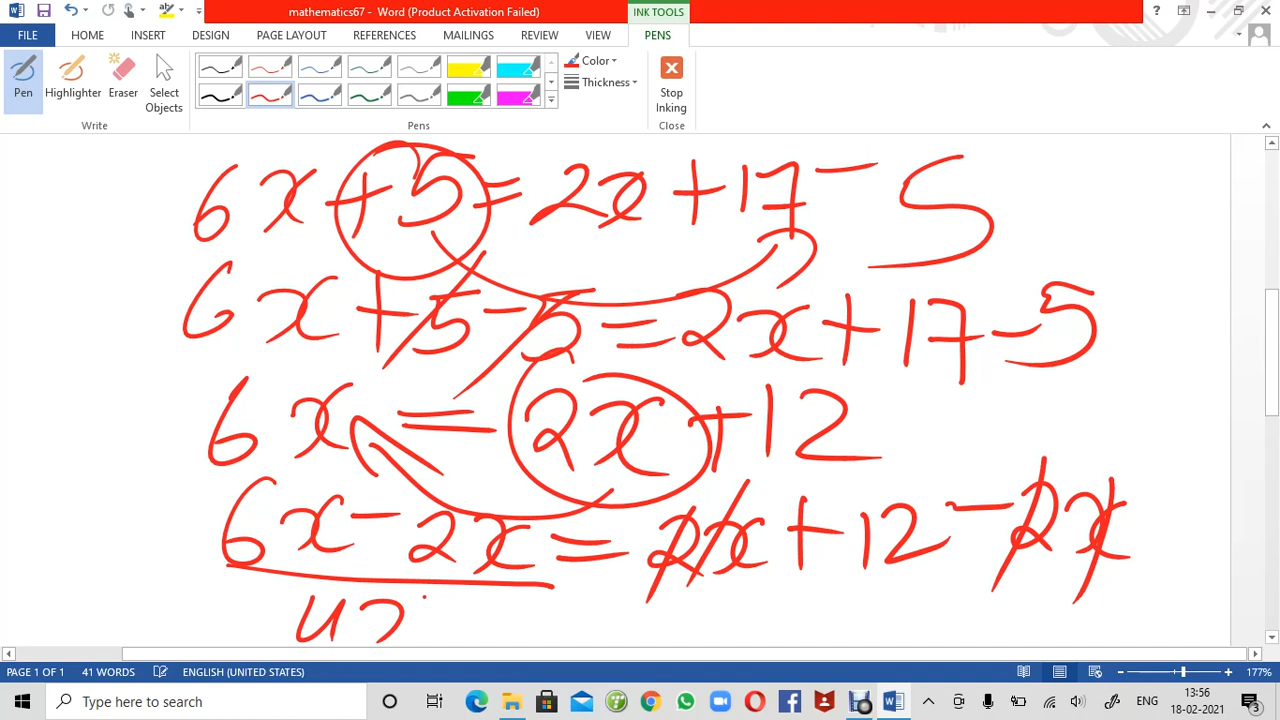 mathematics67 - Word (Product Activation Failed)
INK TOOLS
FILE HOME INSERT DESIGN PAGE LAYOUT REFERENCES MAILINGS REVIEW VIEW PENS
Pen Highlighter Eraser Select Objects
Color
Thickness
Stop Inking
Write Pens Close
6x + 5 = 2x + 17 - 5
6x + 5 - 5 = 2x + 17 - 5
6x = 2x + 12
6x - 2x = 2x + 12 - 2x
4x
PAGE 1 OF 1 41 WORDS ENGLISH (UNITED STATES) 177%
Type here to search
ENG 13:56
18-02-2021
3